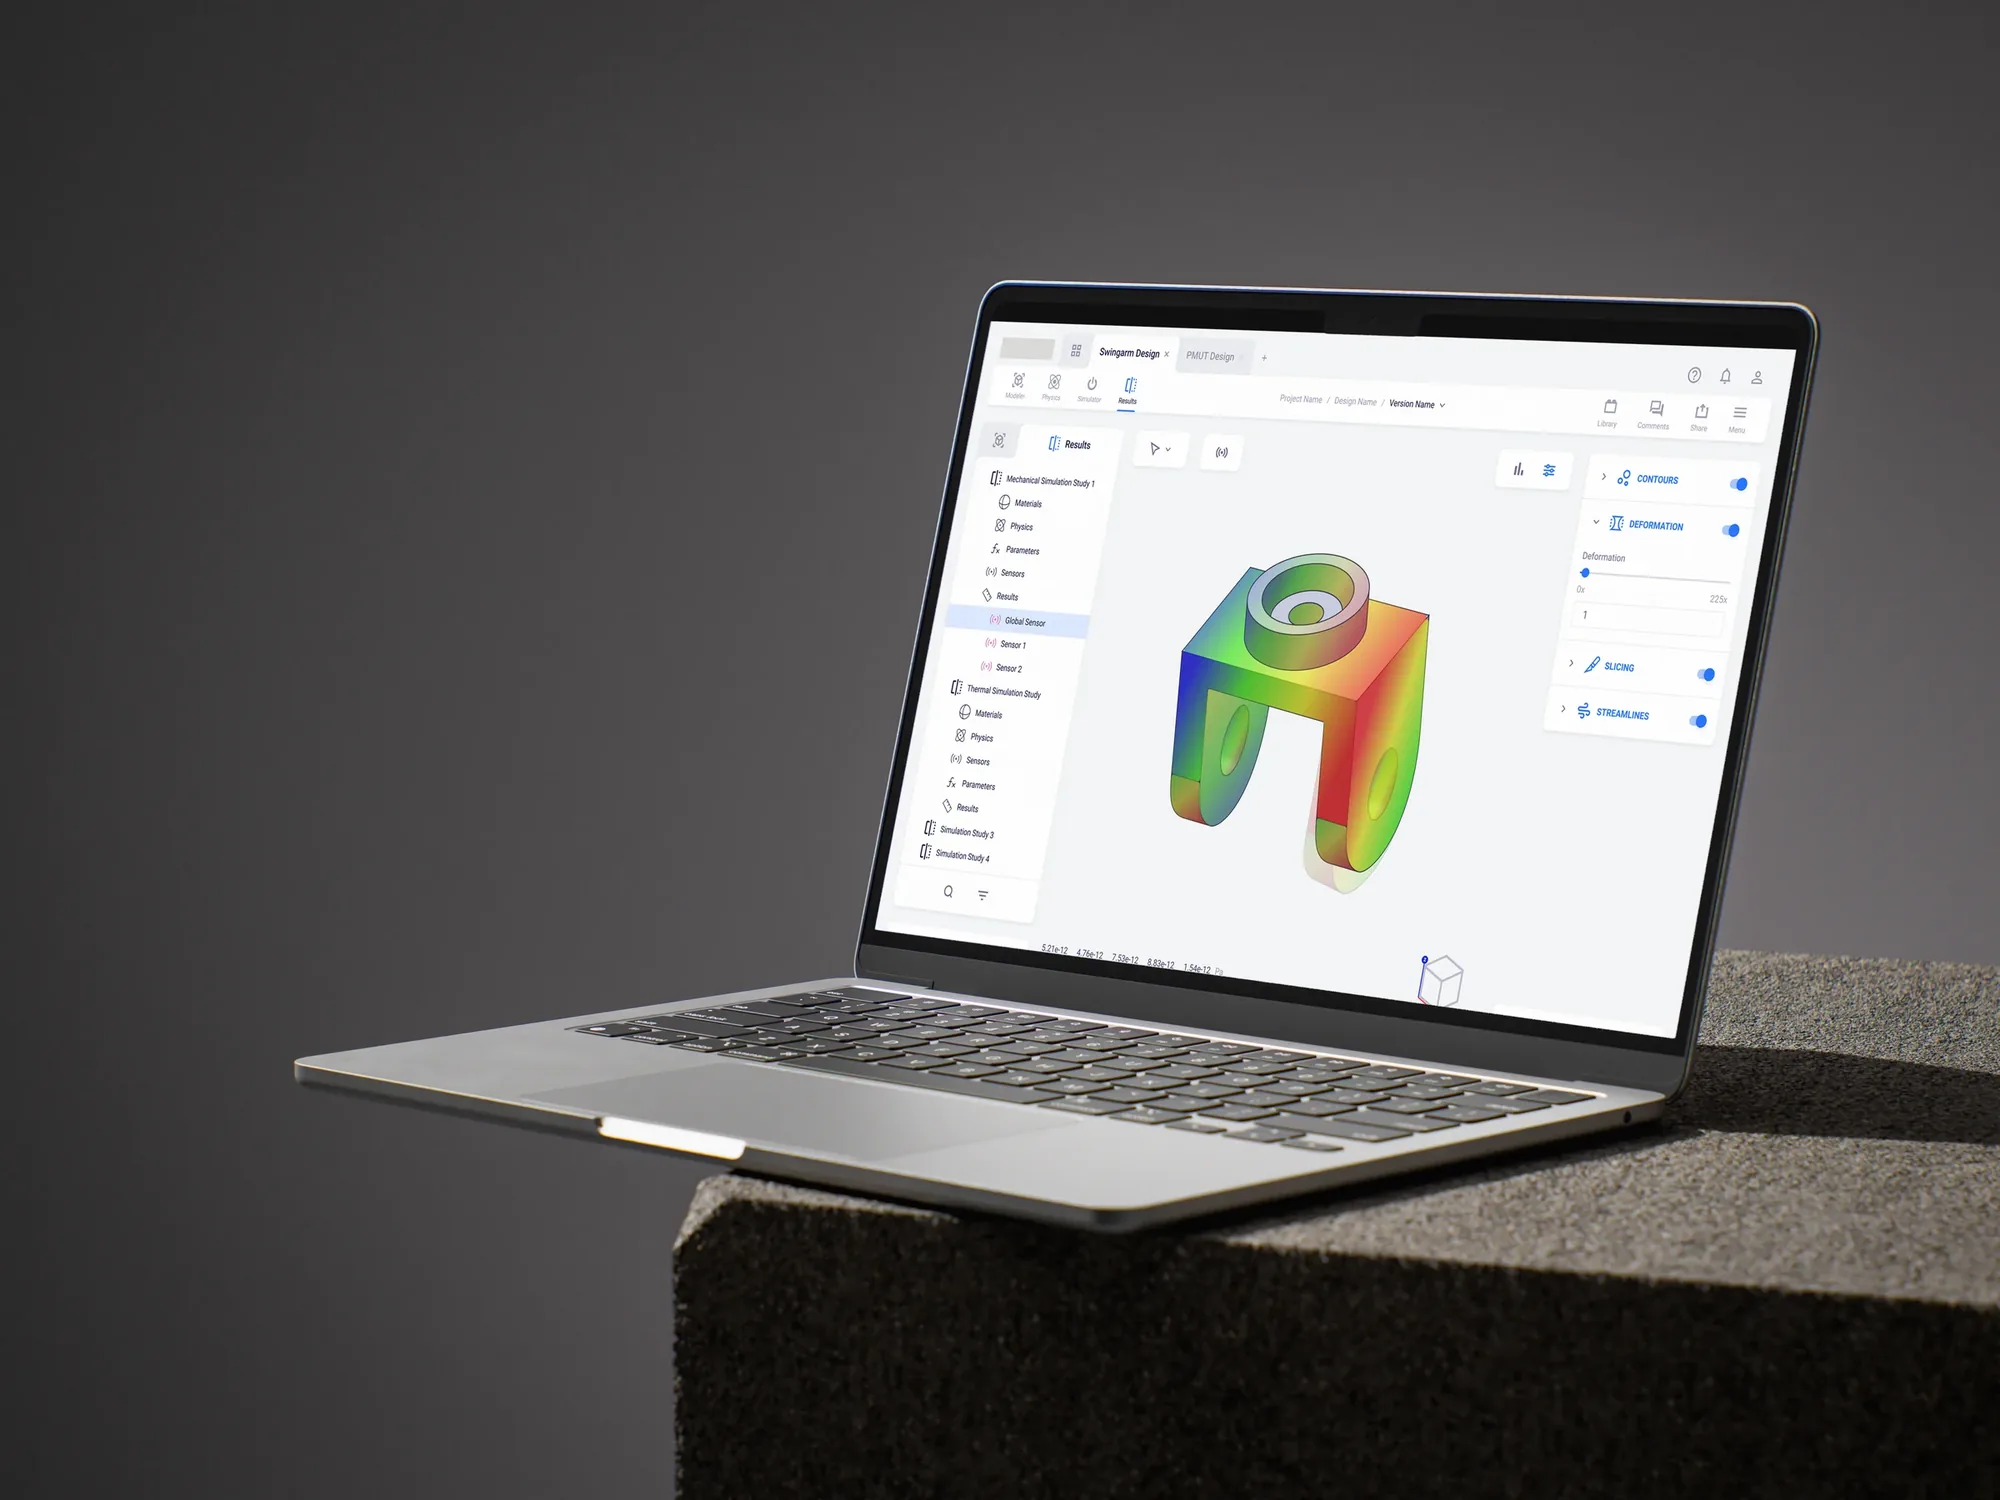 Swingarm Design
PMUT Design
Modeler
Physics
Simulator
Results
Project Name / Design Name / Version Name
Library
Comments
Share
Menu
Results
Mechanical Simulation Study 1
Materials
Physics
Parameters
Sensors
Results
Global Sensor
Sensor 1
Sensor 2
Thermal Simulation Study
Materials
Physics
Sensors
Parameters
Results
Simulation Study 3
Simulation Study 4
CONTOURS
DEFORMATION
Deformation
0x 225x
1
SLICING
STREAMLINES
5.21e-12 4.76e-12 7.53e-12 8.83e-12 1.54e-12 Pa